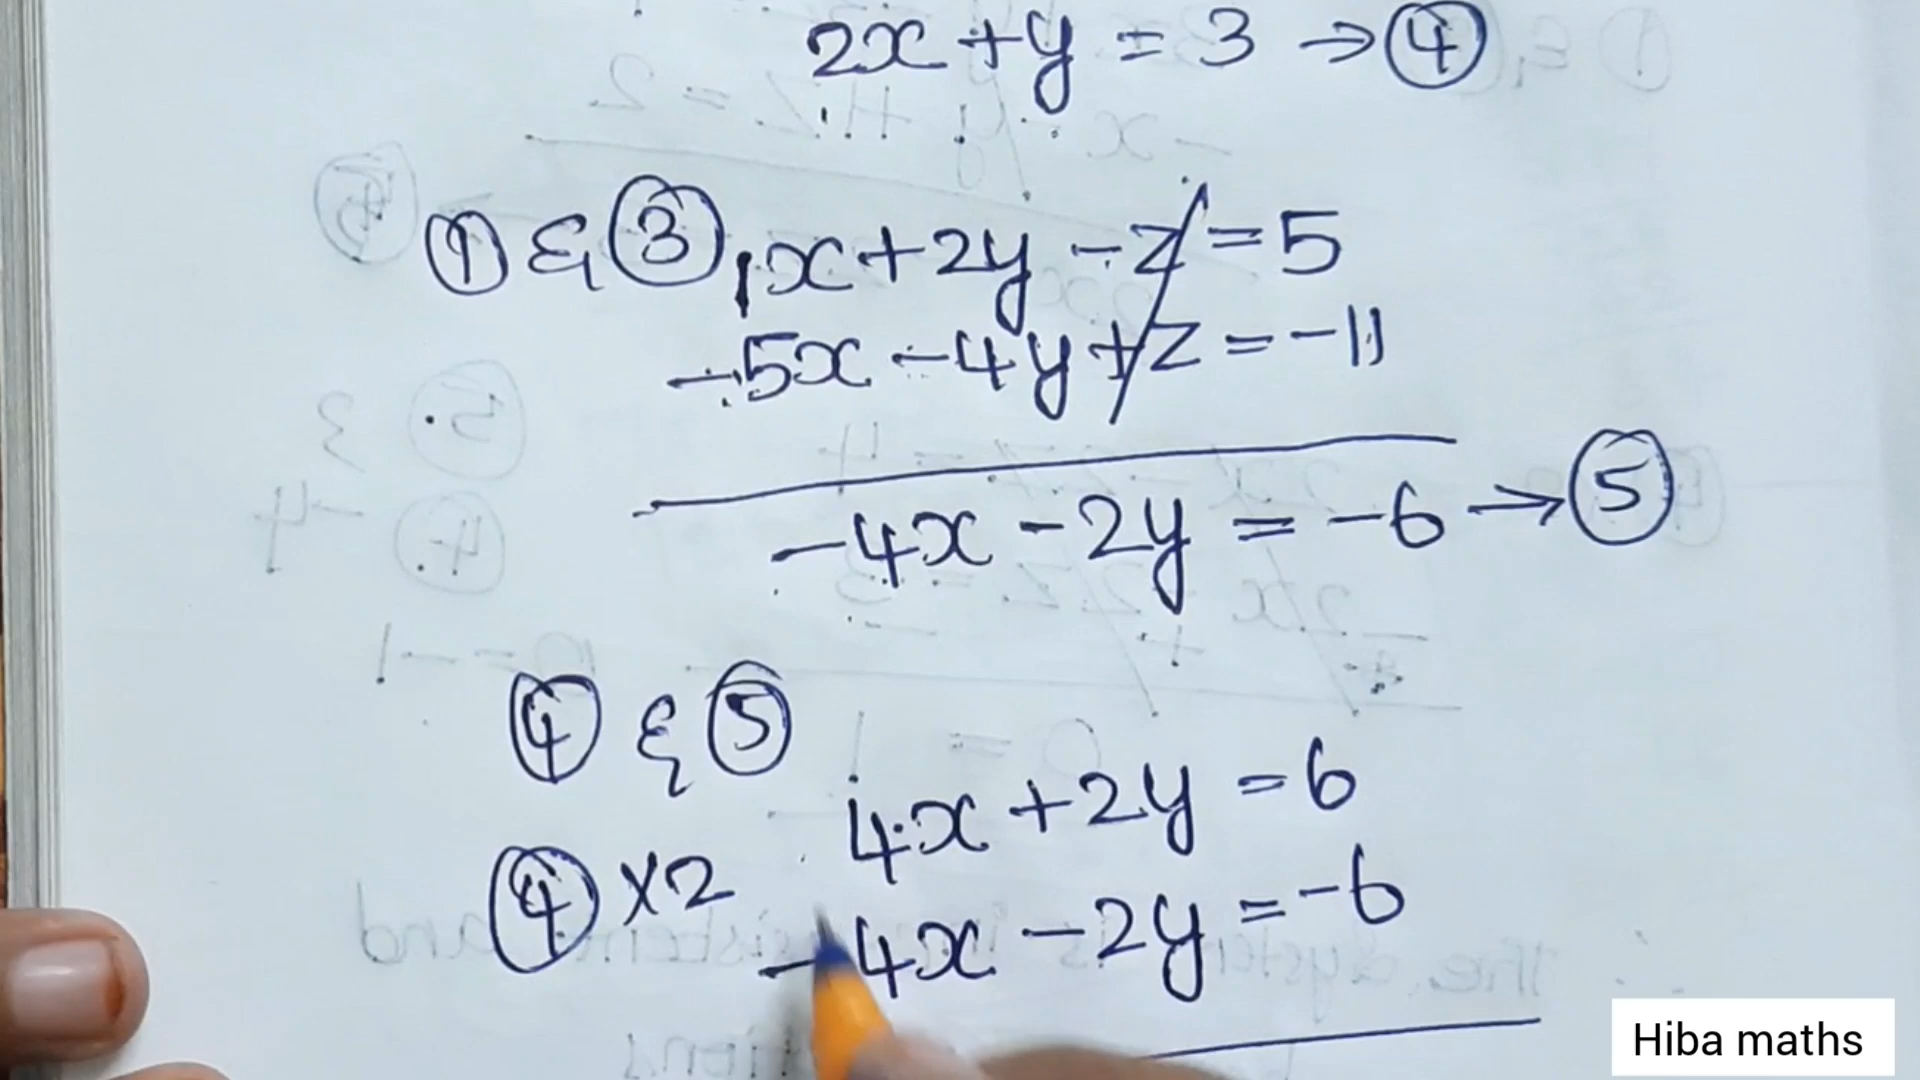 2x + y = 3 → ④
① & ③, x + 2y - z = 5
-5x - 4y + z = -11
-4x - 2y = -6 → ⑤
④ & ⑤
4x + 2y = 6
④ x2
-4x - 2y = -6
Hiba maths